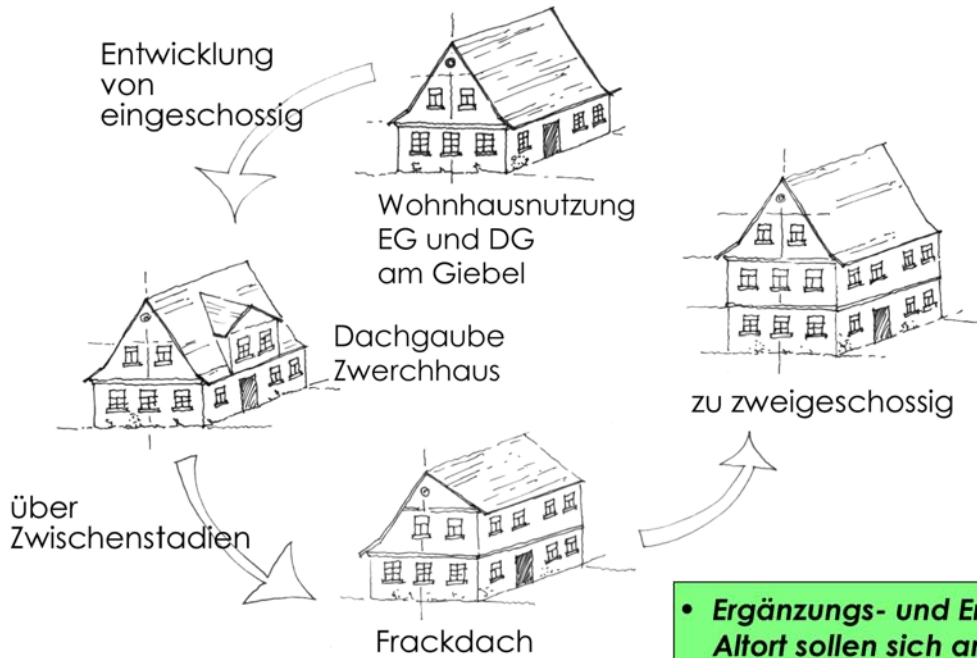 Entwicklung
von
eingeschossig
Wohnhausnutzung
EG und DG
am Giebel
Dachgaube
Zwerchhaus
zu zweigeschossig
über
Zwischenstadien
Frackdach
• Ergänzungs- und
Altort sollen sich